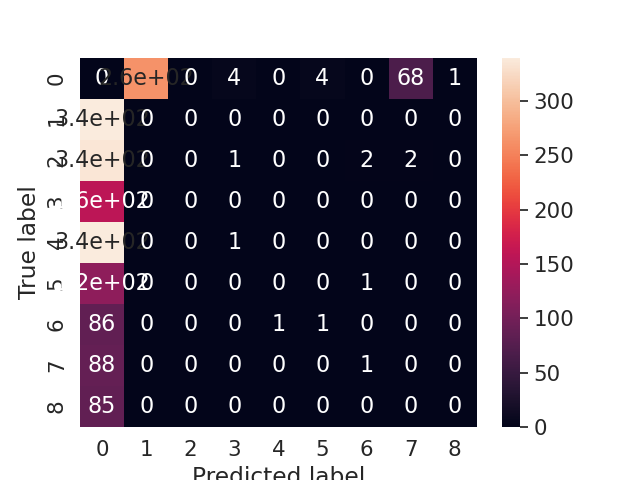 0 0 2.6e+02 0 4 0 4 0 68 1
1 3.4e+02 0 0 0 0 0 0 0 0
2 3.4e+02 0 0 1 0 0 2 2 0
3 0 0 0 0 0 0 0 0
4 3.4e+02 0 0 1 0 0 0 0 0
5 0 0 0 0 0 1 0 0
6 86 0 0 0 1 1 0 0 0
7 88 0 0 0 0 0 1 0 0
8 85 0 0 0 0 0 0 0 0
0 1 2 3 4 5 6 7 8
Predicted label
True label
300
250
200
150
100
50
0